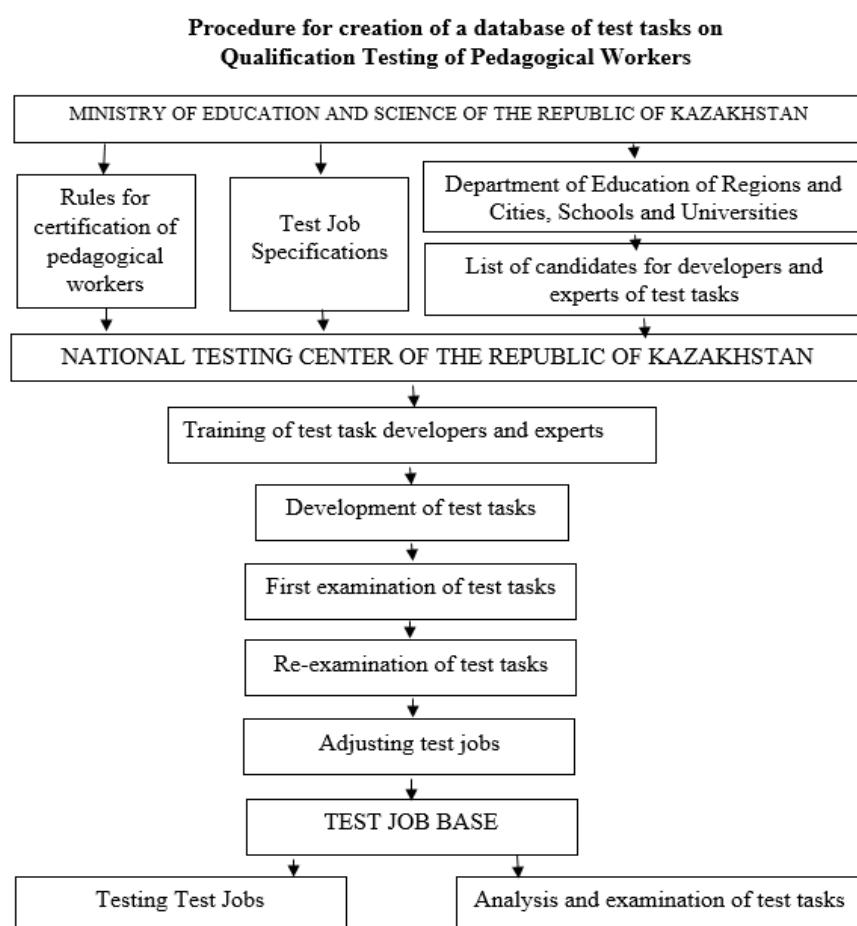 Procedure for creation of a database of test tasks on
Qualification Testing of Pedagogical Workers
MINISTRY OF EDUCATION AND SCIENCE OF THE REPUBLIC OF KAZAKHSTAN
Rules for
certification of
pedagogical
workers
Test Job
Specifications
Department of Education of Regions and
Cities, Schools and Universities
List of candidates for developers and
experts of test tasks
NATIONAL TESTING CENTER OF THE REPUBLIC OF KAZAKHSTAN
Training of test task developers and experts
Development of test tasks
First examination of test tasks
Re-examination of test tasks
Adjusting test jobs
TEST JOB BASE
Testing Test Jobs
Analysis and examination of test tasks